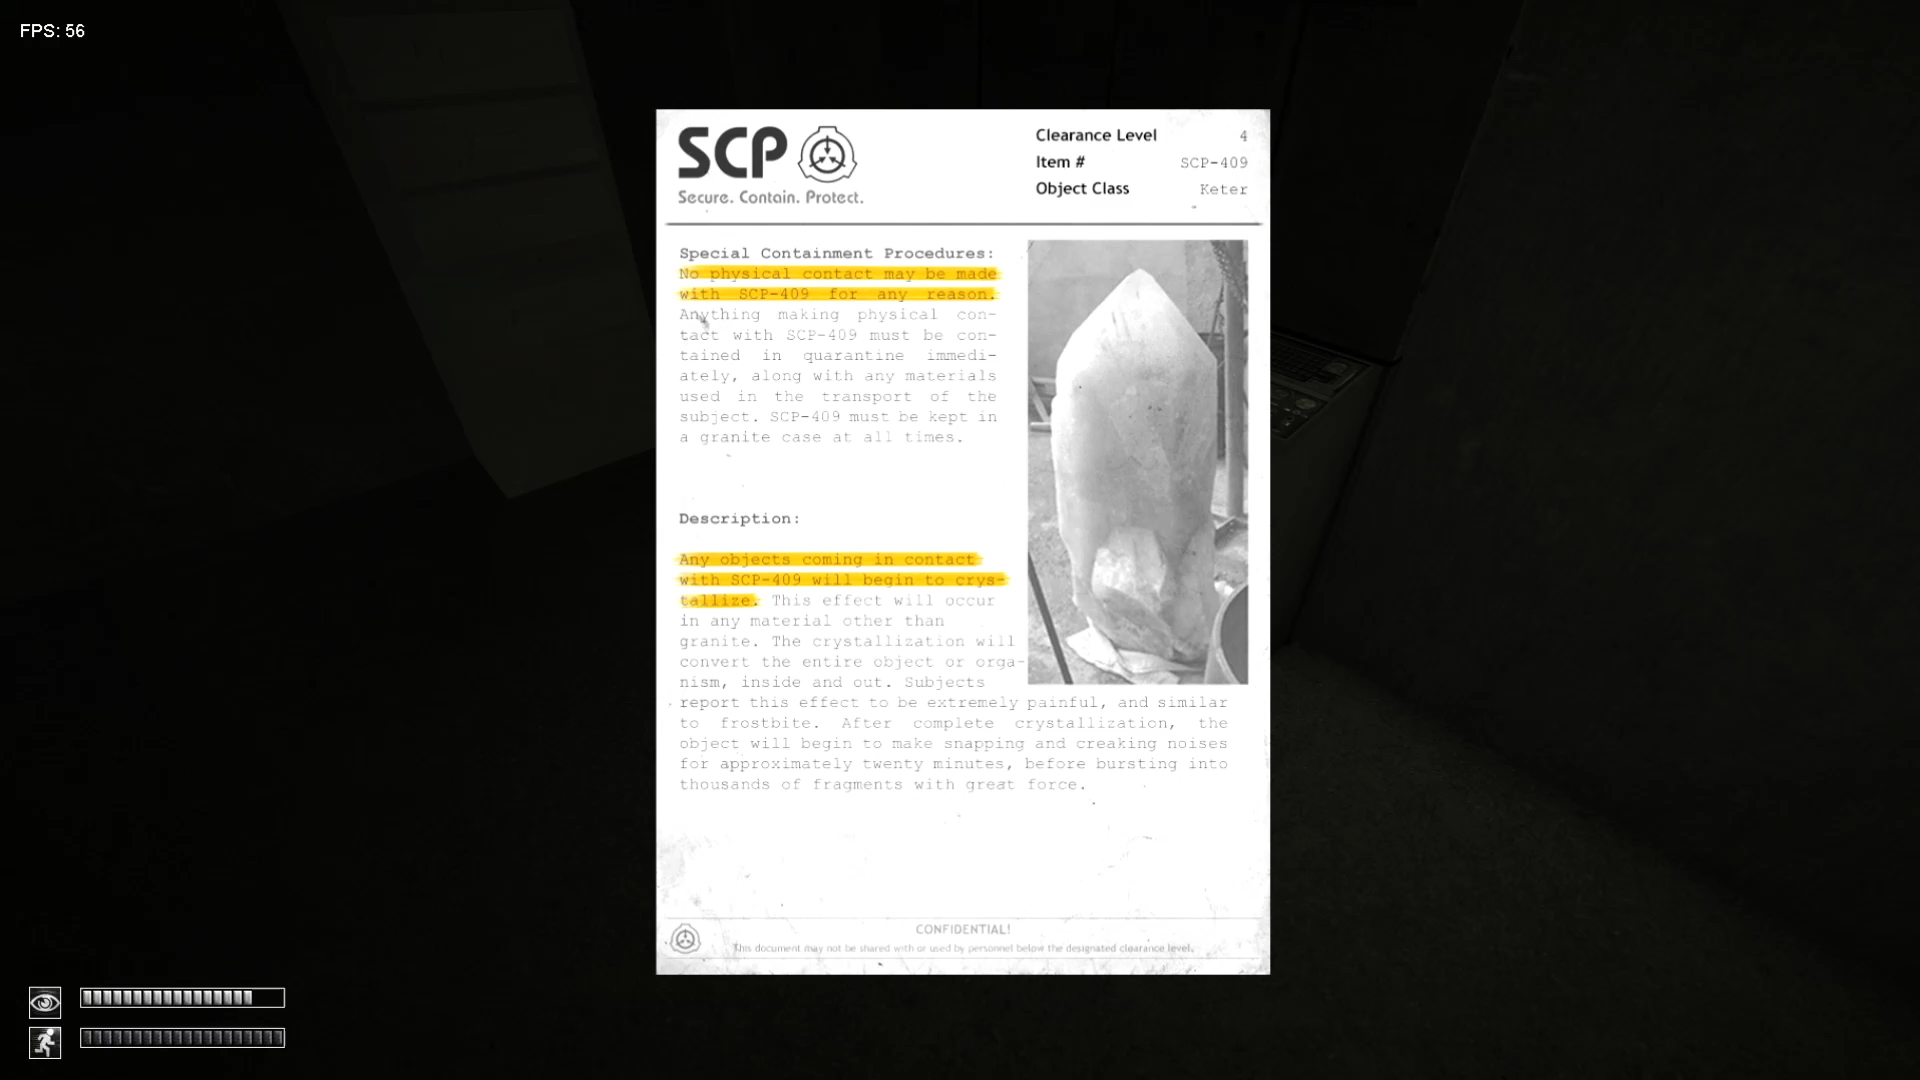 FPS: 56
SCP
Secure. Contain. Protect.
Clearance Level 4
Item # SCP-409
Object Class Keter
Special Containment Procedures:
No physical contact may be made
with SCP-409 for any reason.
Anything making physical con-
tact with SCP-409 must be con-
tained in quarantine immedi-
ately, along with any materials
used in the transport of the
subject. SCP-409 must be kept in
a granite case at all times.
Description:
Any objects coming in contact
with SCP-409 will begin to crys-
tallize. This effect will occur
in any material other than
granite. The crystallization will
convert the entire object or orga-
nism, inside and out. Subjects
report this effect to be extremely painful, and similar
to frostbite. After complete crystallization, the
object will begin to make snapping and creaking noises
for approximately twenty minutes, before bursting into
thousands of fragments with great force.
CONFIDENTIAL!
This document may not be shared with or used by personnel below the designated clearance level.